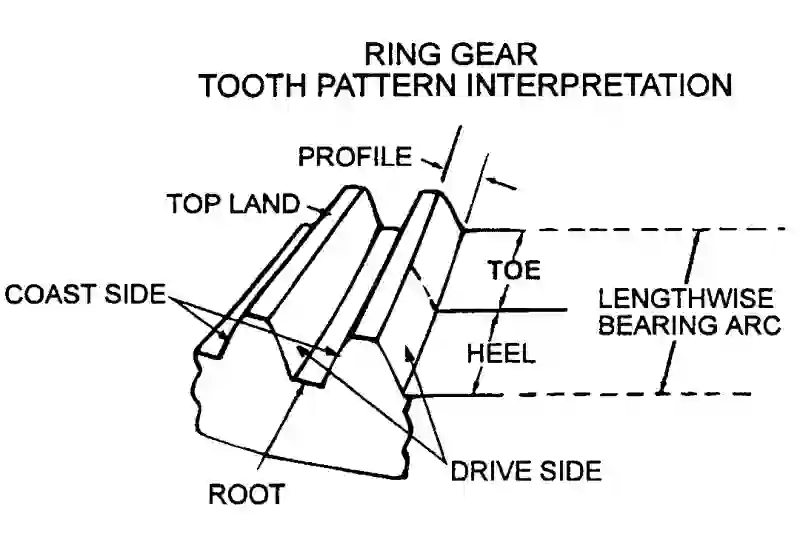 RING GEAR
TOOTH PATTERN INTERPRETATION
PROFILE
TOP LAND
TOE
COAST SIDE
LENGTHWISE
BEARING ARC
HEEL
DRIVE SIDE
ROOT